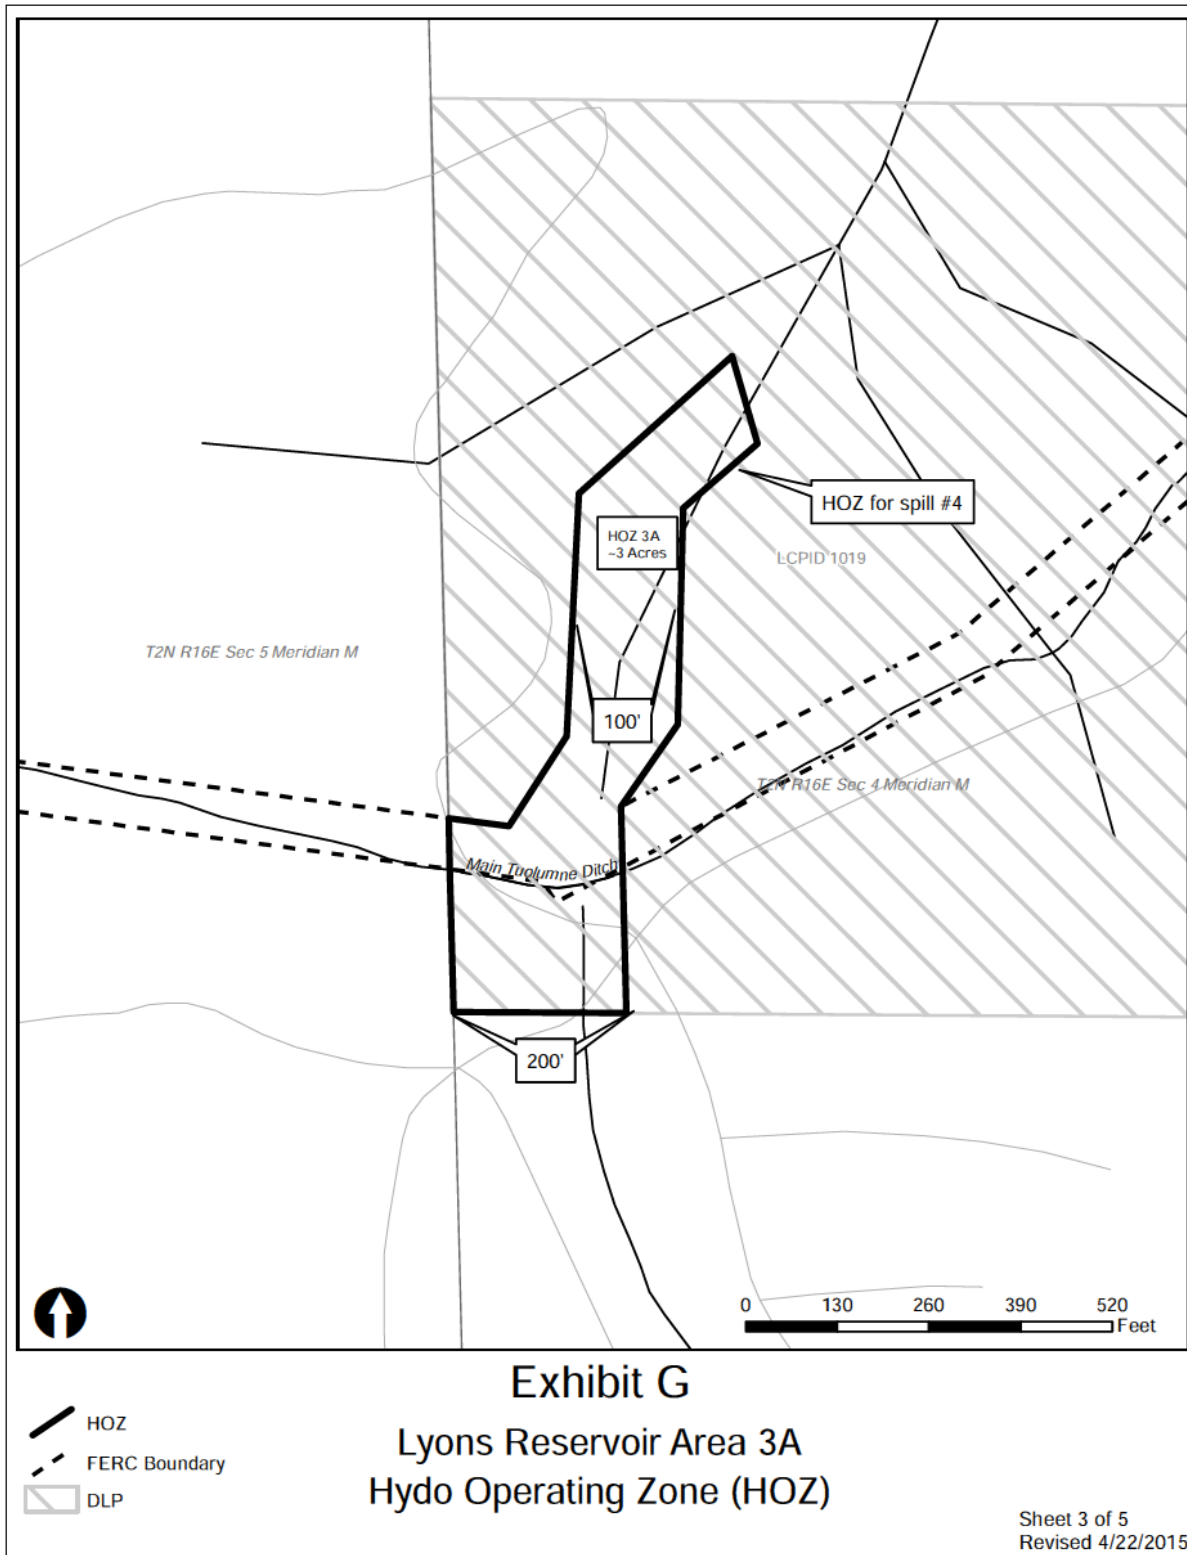 HOZ for spill #4
HOZ 3A
~3 Acres
LCPID 1019
T2N R16E Sec 5 Meridian M
100'
T2N R16E Sec 4 Meridian M
Main Tuolumne Ditch
200'
0 130 260 390 520
Feet
Exhibit G
Lyons Reservoir Area 3A
Hydo Operating Zone (HOZ)
HOZ
FERC Boundary
DLP
Sheet 3 of 5
Revised 4/22/2015